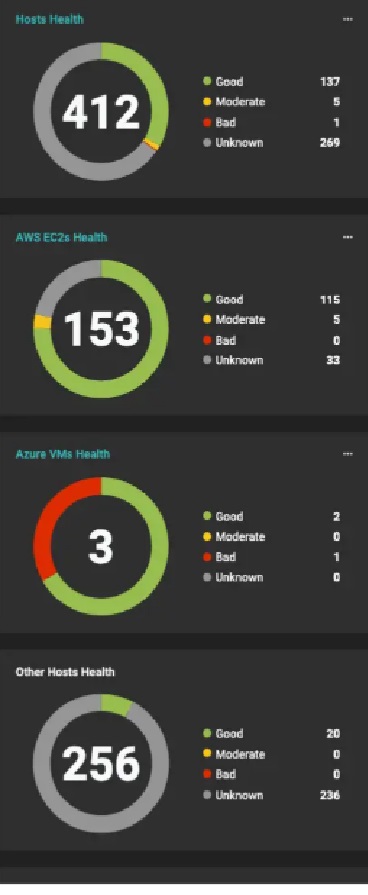 Hosts Health ...
412
Good 137
Moderate 5
Bad 1
Unknown 269
AWS EC2s Health ...
153
Good 115
Moderate 5
Bad 0
Unknown 33
Azure VMs Health ...
3
Good 2
Moderate 0
Bad 1
Unknown 0
Other Hosts Health
256
Good 20
Moderate 0
Bad 0
Unknown 236